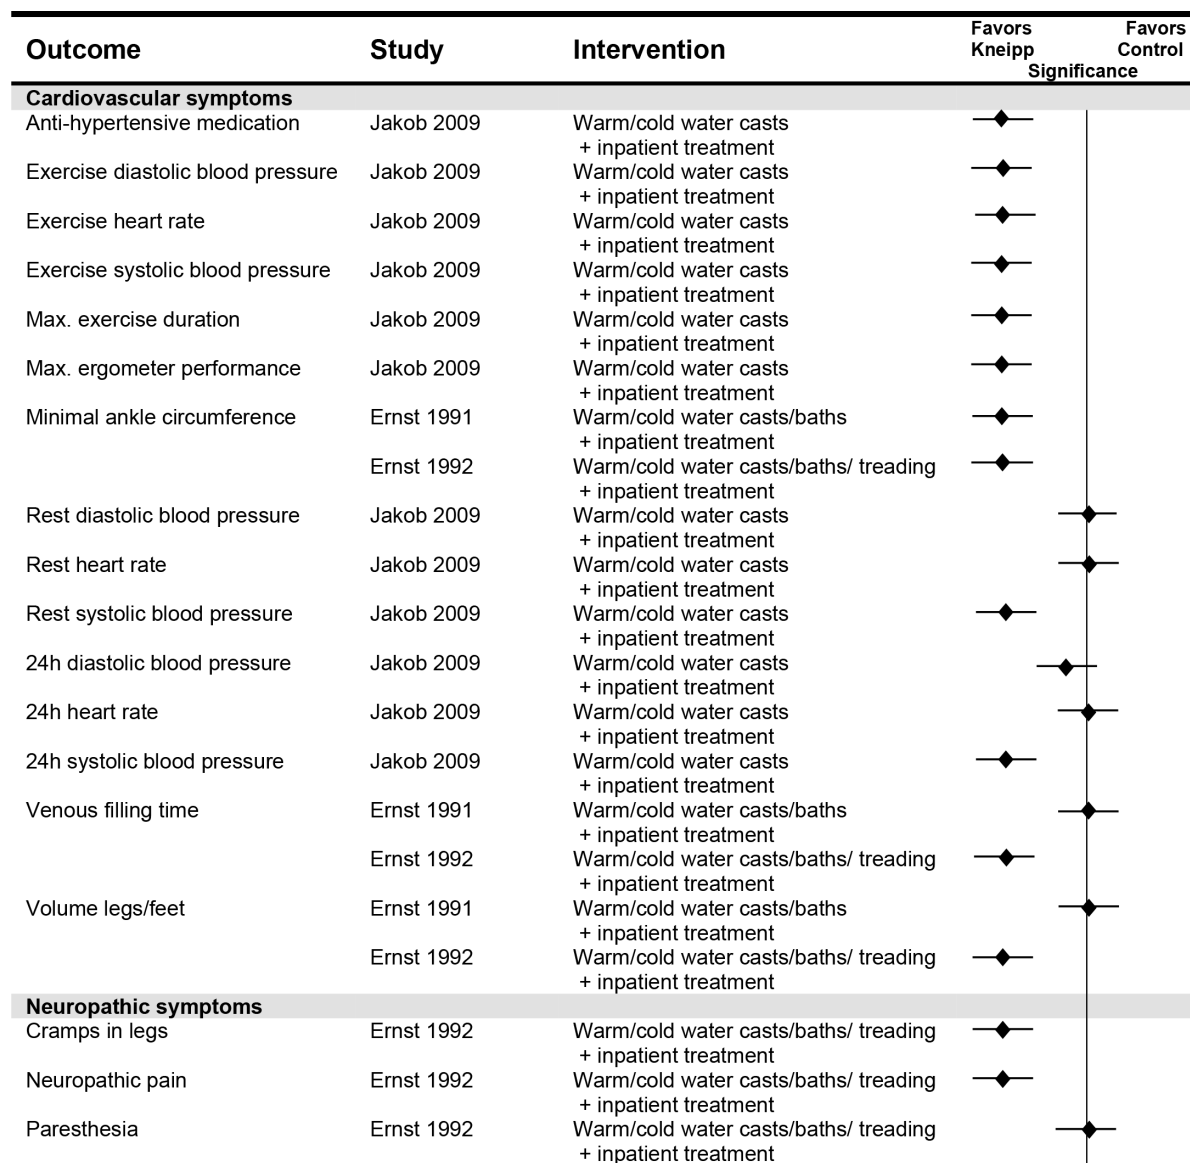 Outcome Study Intervention Favors Kneipp Favors Control
Significance
Cardiovascular symptoms
Anti-hypertensive medication Jakob 2009 Warm/cold water casts
+ inpatient treatment
Exercise diastolic blood pressure Jakob 2009 Warm/cold water casts
+ inpatient treatment
Exercise heart rate Jakob 2009 Warm/cold water casts
+ inpatient treatment
Exercise systolic blood pressure Jakob 2009 Warm/cold water casts
+ inpatient treatment
Max. exercise duration Jakob 2009 Warm/cold water casts
+ inpatient treatment
Max. ergometer performance Jakob 2009 Warm/cold water casts
+ inpatient treatment
Minimal ankle circumference Ernst 1991 Warm/cold water casts/baths
+ inpatient treatment
Ernst 1992 Warm/cold water casts/baths/ treading
+ inpatient treatment
Rest diastolic blood pressure Jakob 2009 Warm/cold water casts
+ inpatient treatment
Rest heart rate Jakob 2009 Warm/cold water casts
+ inpatient treatment
Rest systolic blood pressure Jakob 2009 Warm/cold water casts
+ inpatient treatment
24h diastolic blood pressure Jakob 2009 Warm/cold water casts
+ inpatient treatment
24h heart rate Jakob 2009 Warm/cold water casts
+ inpatient treatment
24h systolic blood pressure Jakob 2009 Warm/cold water casts
+ inpatient treatment
Venous filling time Ernst 1991 Warm/cold water casts/baths
+ inpatient treatment
Ernst 1992 Warm/cold water casts/baths/ treading
+ inpatient treatment
Volume legs/feet Ernst 1991 Warm/cold water casts/baths
+ inpatient treatment
Ernst 1992 Warm/cold water casts/baths/ treading
+ inpatient treatment
Neuropathic symptoms
Cramps in legs Ernst 1992 Warm/cold water casts/baths/ treading
+ inpatient treatment
Neuropathic pain Ernst 1992 Warm/cold water casts/baths/ treading
+ inpatient treatment
Paresthesia Ernst 1992 Warm/cold water casts/baths/ treading
+ inpatient treatment